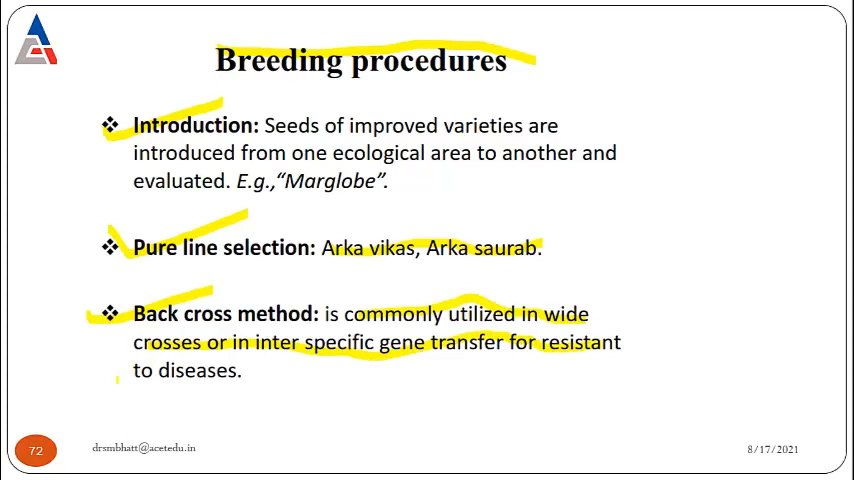 Breeding procedures
❖ Introduction: Seeds of improved varieties are
introduced from one ecological area to another and
evaluated. E.g.,“Marglobe”.
❖ Pure line selection: Arka vikas, Arka saurab.
❖ Back cross method: is commonly utilized in wide
crosses or in inter specific gene transfer for resistant
to diseases.
72
drsmbhatt@acetedu.in
8/17/2021